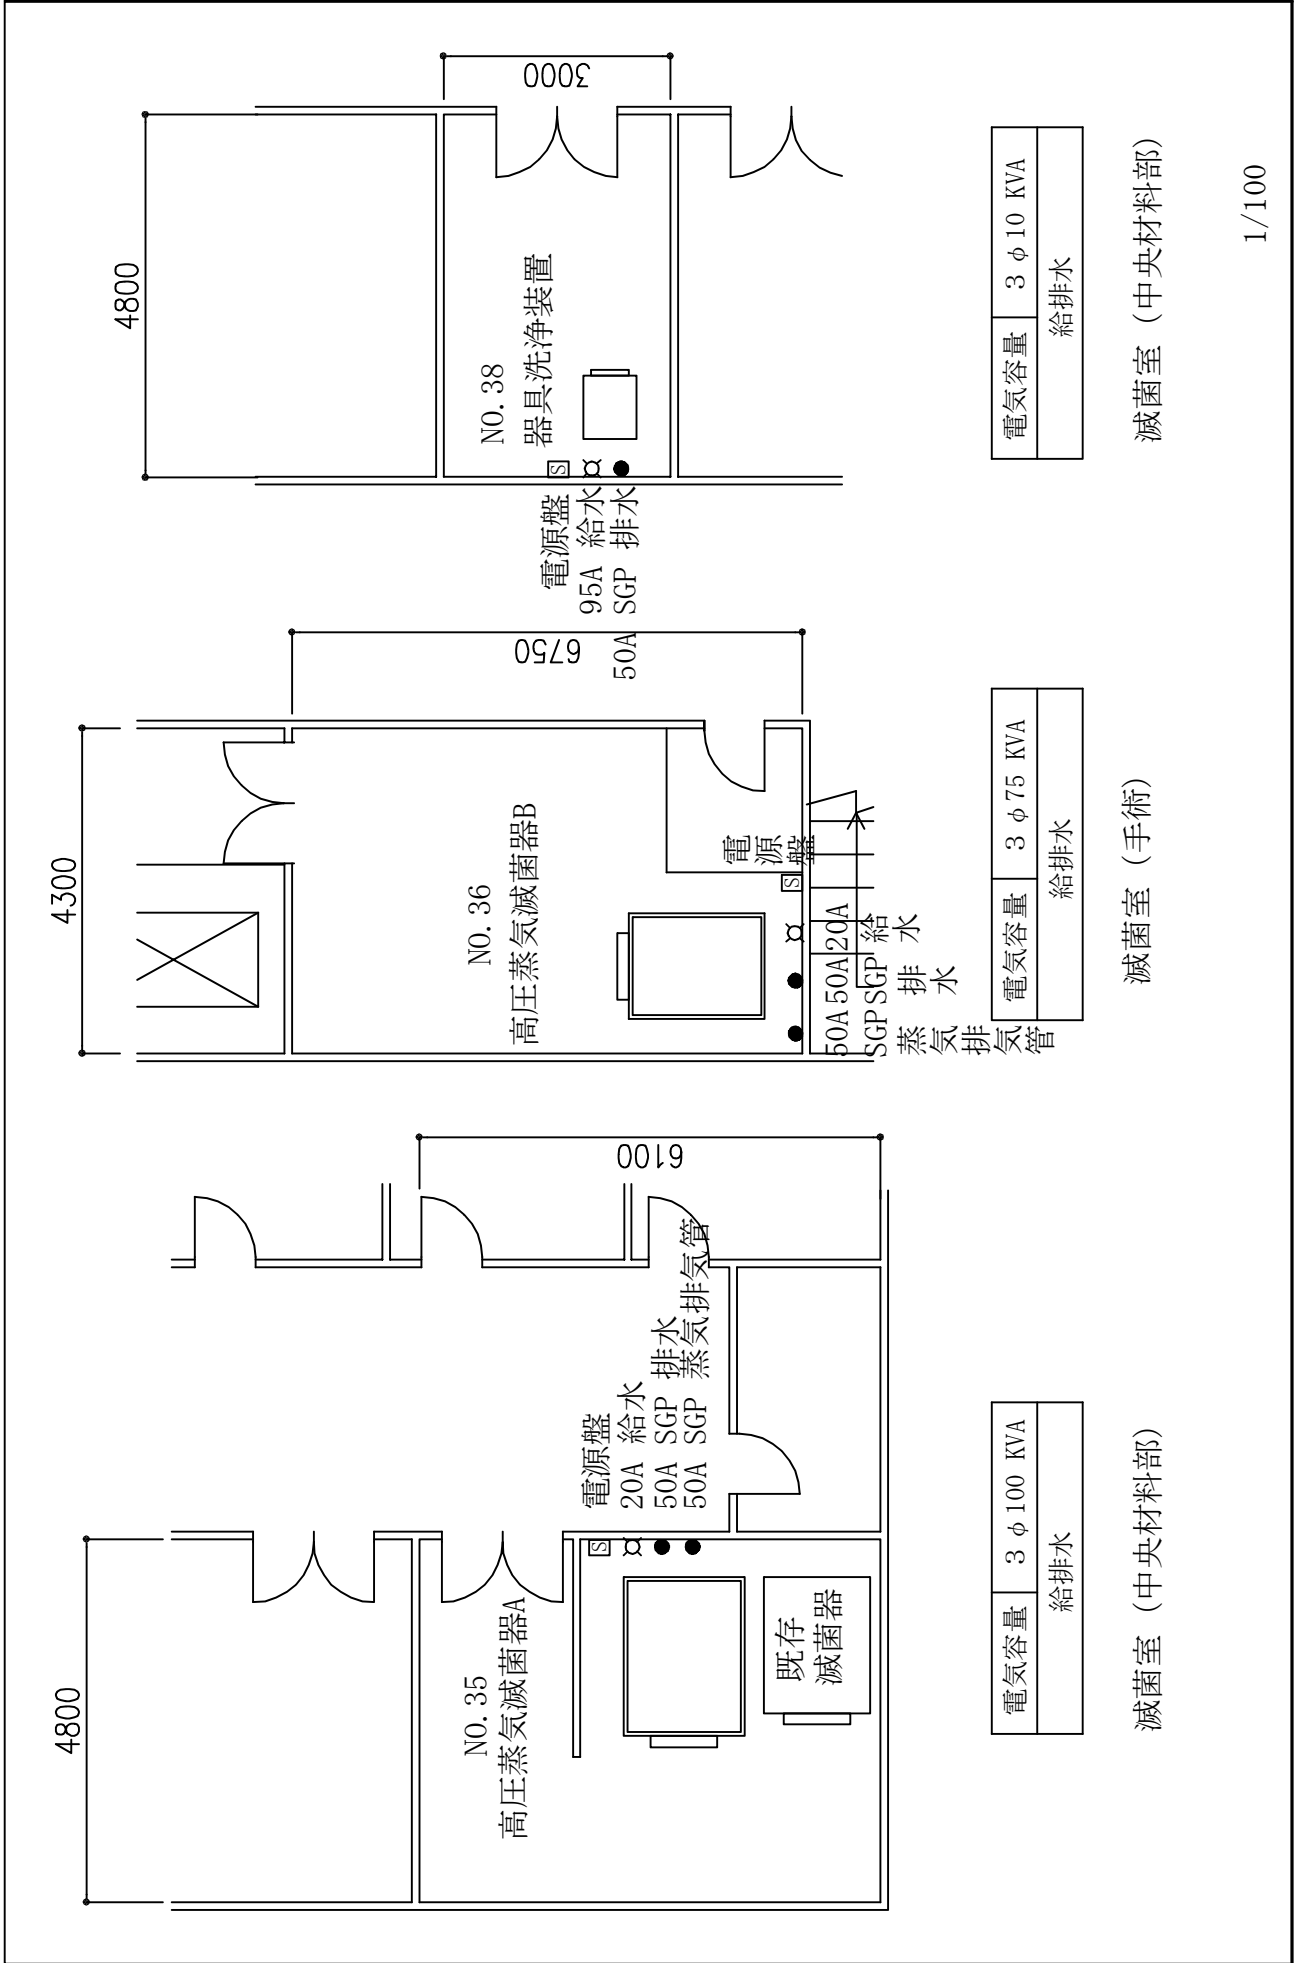 4800
NO.35
高圧蒸気滅菌器A
電源盤
20A 給水
50A SGP 排水
50A SGP 蒸気排気管
S
既存
滅菌器
6100
電気容量 3 φ 100 KVA
給排水
滅菌室 (中央材料部)
4300
NO.36
高圧蒸気滅菌器B
電源盤
S
20A 給水
50A SGP 排水
50A SGP 蒸気排気管
6750
電気容量 3 φ 75 KVA
給排水
滅菌室 (手術)
4800
3000
NO.38
器具洗浄装置
S
電源盤
95A 給水
50A SGP 排水
電気容量 3 φ 10 KVA
給排水
滅菌室 (中央材料部)
1/100